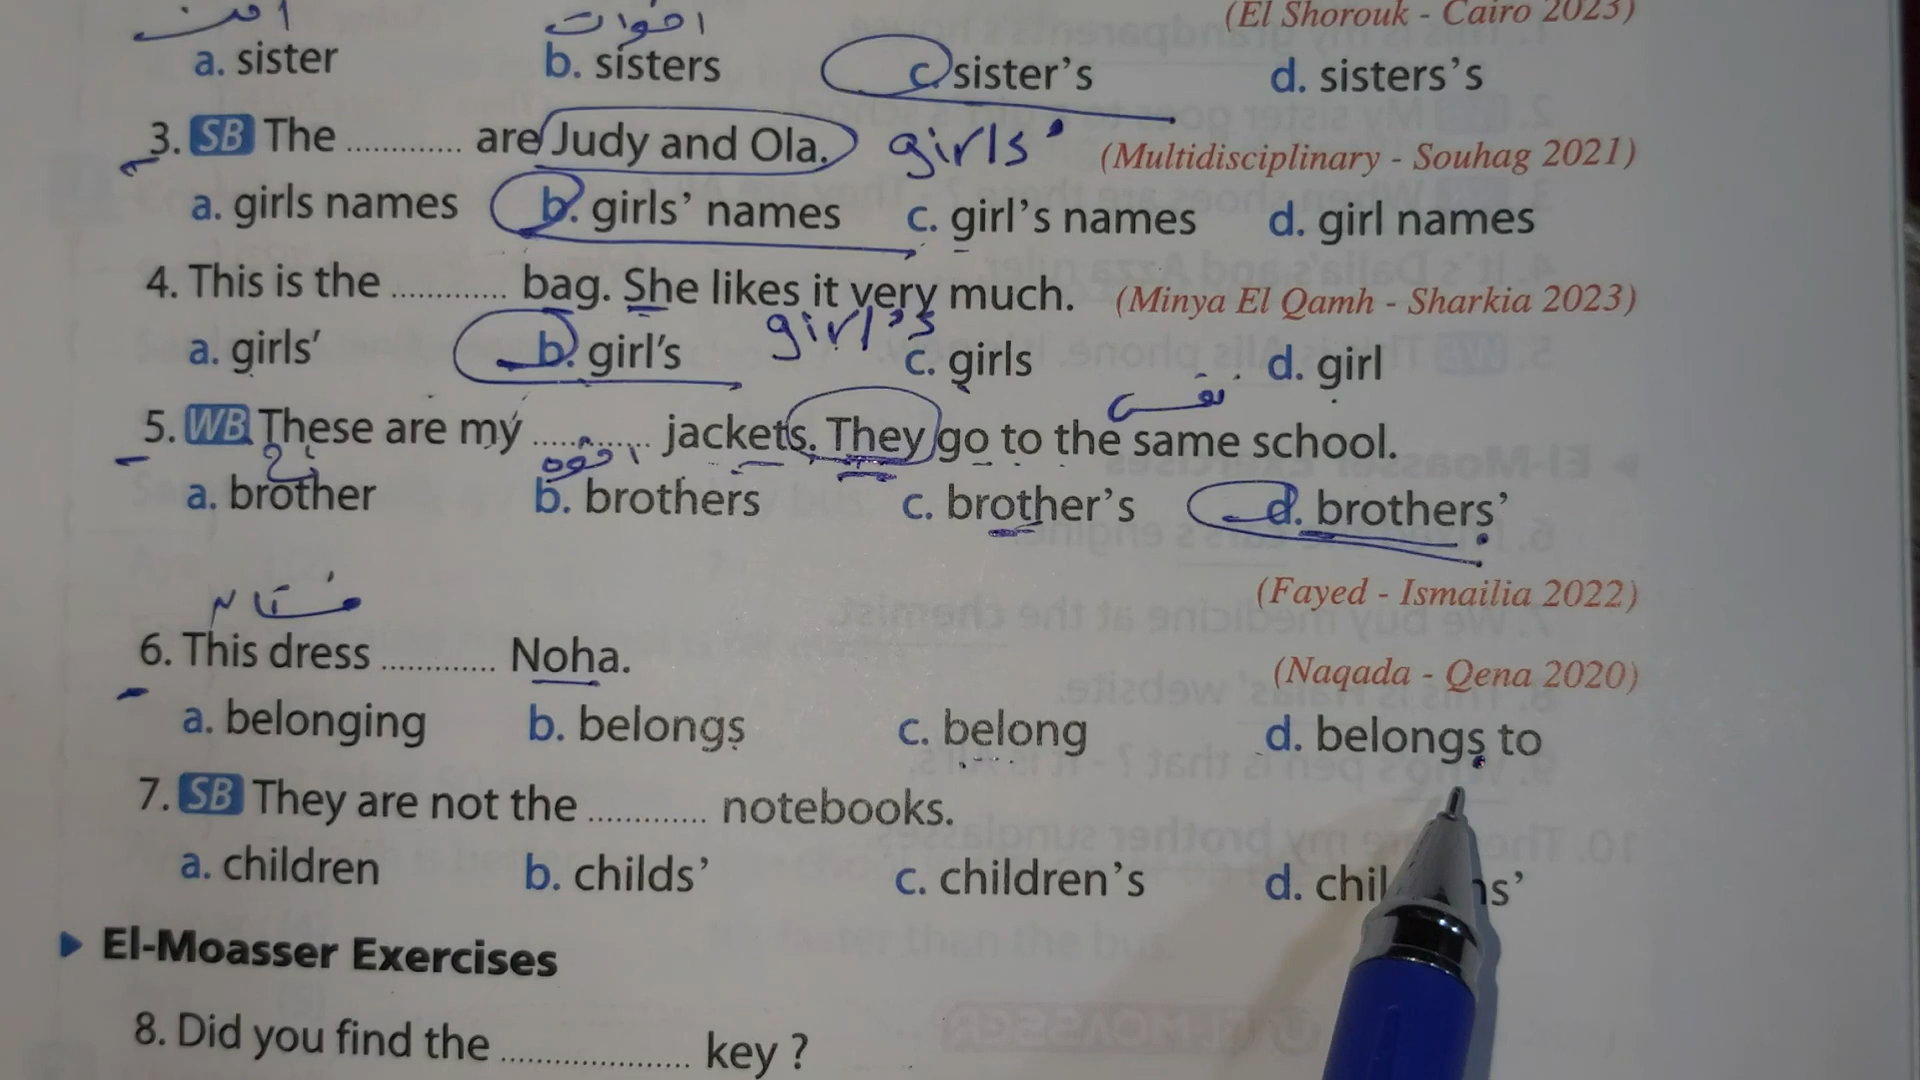 (El Shorouk - Cairo 2023)
اخوات
a. sister b. sisters c. sister's d. sisters's
3. SB The ............ are Judy and Ola. girls' (Multidisciplinary - Souhag 2021)
a. girls names b. girls' names c. girl's names d. girl names
4. This is the ............ bag. She likes it very much. (Minya El Qamh - Sharkia 2023)
girl's
a. girls' b. girl's c. girls d. girl
نفس
5. WB These are my ............ jackets. They go to the same school.
أخ اخوه
a. brother b. brothers c. brother's d. brothers'
(Fayed - Ismailia 2022)
فستان
6. This dress ............ Noha. (Naqada - Qena 2020)
a. belonging b. belongs c. belong d. belongs to
7. SB They are not the ............ notebooks.
a. children b. childs' c. children's d.
El-Moasser Exercises
8. Did you find the .................... key ?